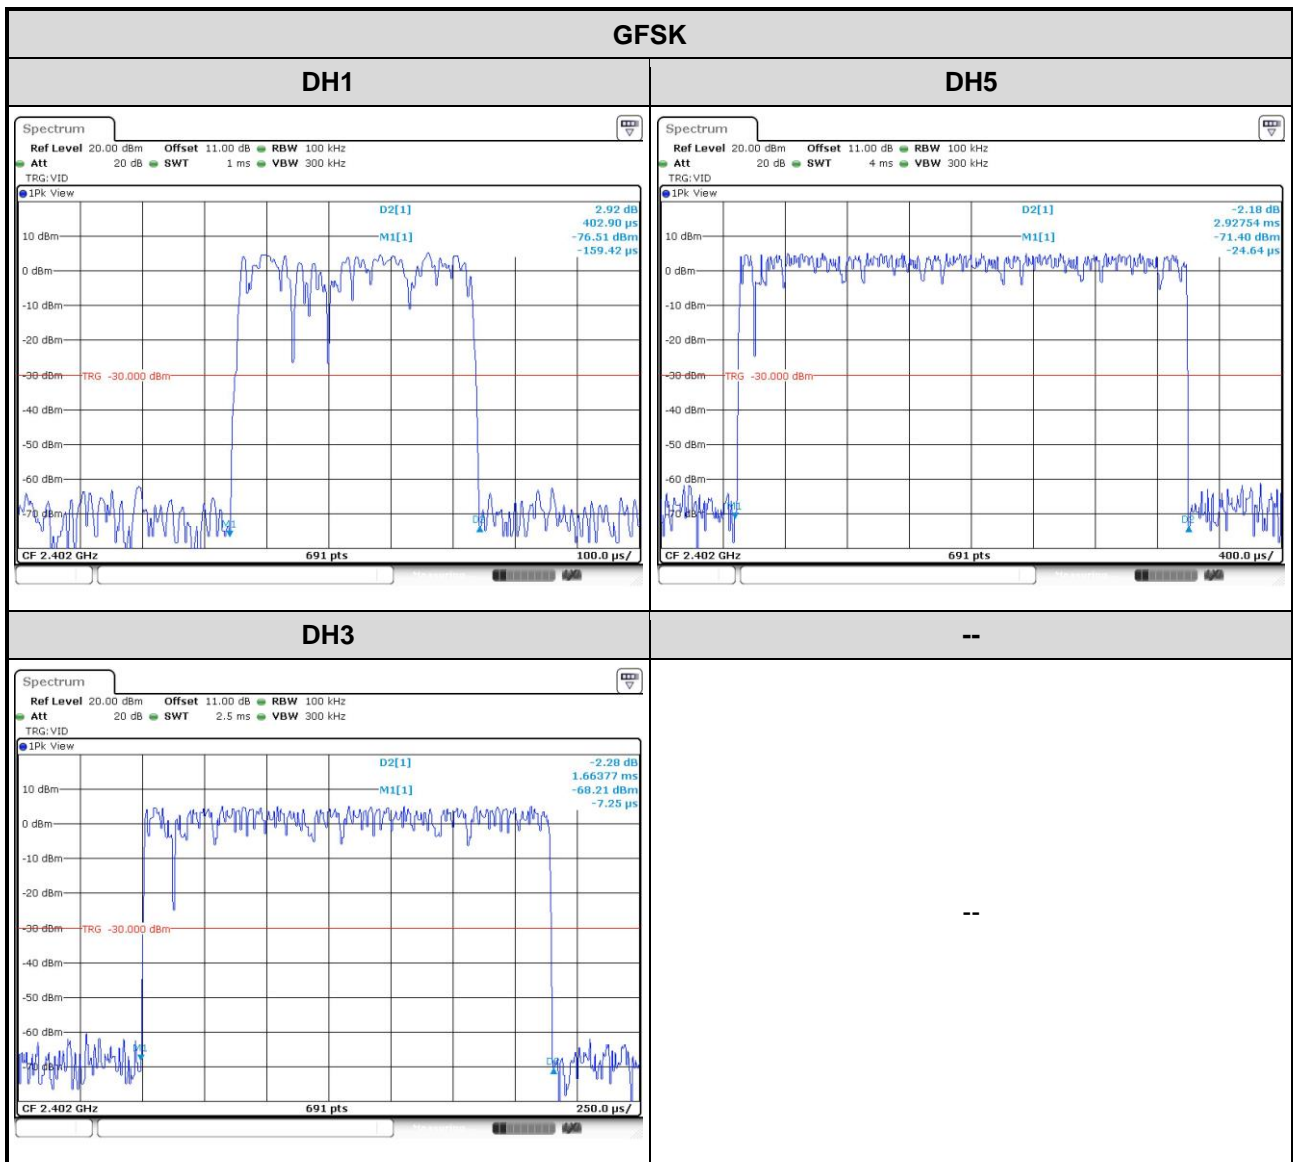 GFSK
DH1
DH5
Spectrum
Ref Level 20.00 dBm Offset 11.00 dB RBW 100 kHz
Att 20 dB SWT 1 ms VBW 300 kHz
TRG:VID
1Pk View
D2[1] 2.92 dB
402.90 µs
M1[1] -76.51 dBm
-159.42 µs
10 dBm
0 dBm
-10 dBm
-20 dBm
-30 dBm TRG -30.000 dBm
-40 dBm
-50 dBm
-60 dBm
-70 dBm
M1
D2
CF 2.402 GHz 691 pts 100.0 µs/
Spectrum
Ref Level 20.00 dBm Offset 11.00 dB RBW 100 kHz
Att 20 dB SWT 4 ms VBW 300 kHz
TRG:VID
1Pk View
D2[1] -2.18 dB
2.92754 ms
M1[1] -71.40 dBm
-24.64 µs
10 dBm
0 dBm
-10 dBm
-20 dBm
-30 dBm TRG -30.000 dBm
-40 dBm
-50 dBm
-60 dBm
-70 dBm
M1
D2
CF 2.402 GHz 691 pts 400.0 µs/
DH3
--
Spectrum
Ref Level 20.00 dBm Offset 11.00 dB RBW 100 kHz
Att 20 dB SWT 2.5 ms VBW 300 kHz
TRG:VID
1Pk View
D2[1] -2.28 dB
1.66377 ms
M1[1] -68.21 dBm
-7.25 µs
10 dBm
0 dBm
-10 dBm
-20 dBm
-30 dBm TRG -30.000 dBm
-40 dBm
-50 dBm
-60 dBm
-70 dBm
M1
D2
CF 2.402 GHz 691 pts 250.0 µs/
--